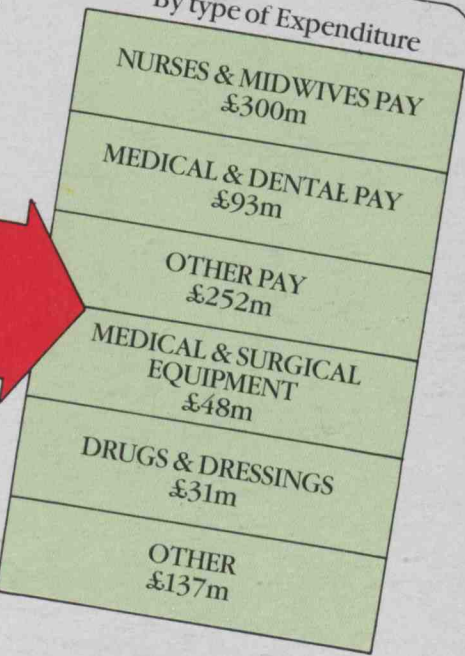 By type of Expenditure
NURSES & MIDWIVES PAY
£300m
MEDICAL & DENTAL PAY
£93m
OTHER PAY
£252m
MEDICAL & SURGICAL
EQUIPMENT
£48m
DRUGS & DRESSINGS
£31m
OTHER
£137m